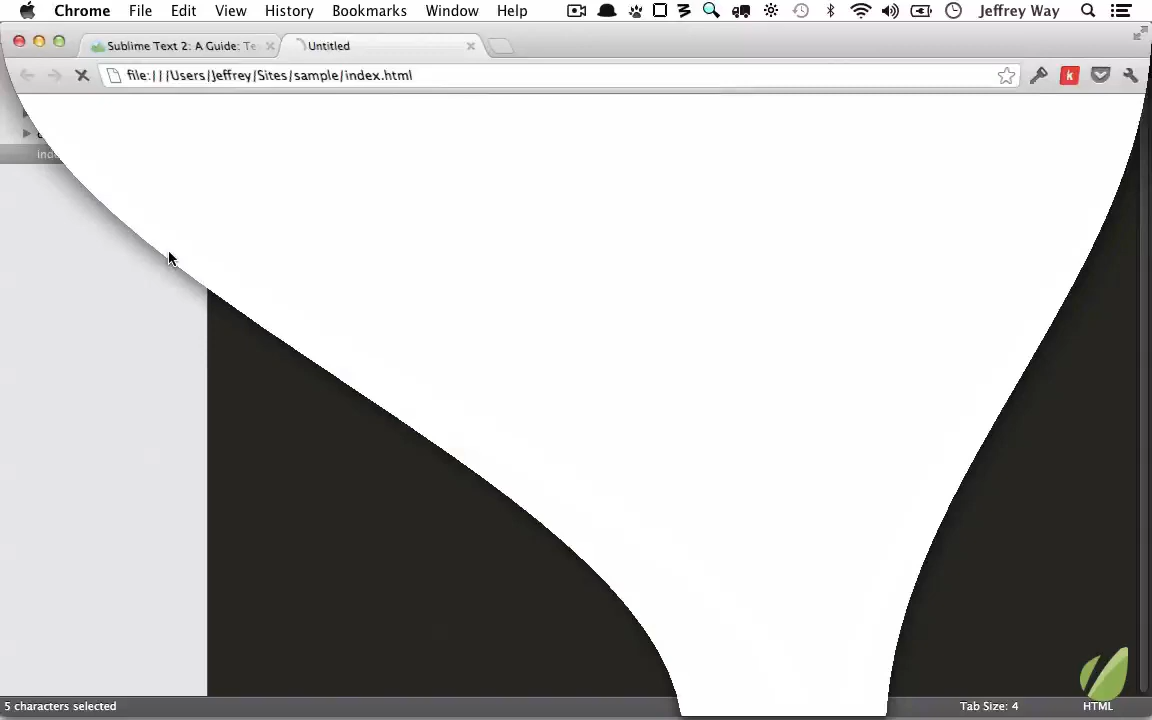 Chrome File Edit View History Bookmarks Window Help Jeffrey Way
Sublime Text 2: A Guide: Te Untitled
file:///Users/Jeffrey/Sites/sample/index.html
k
5 characters selected Tab Size: 4 HTML